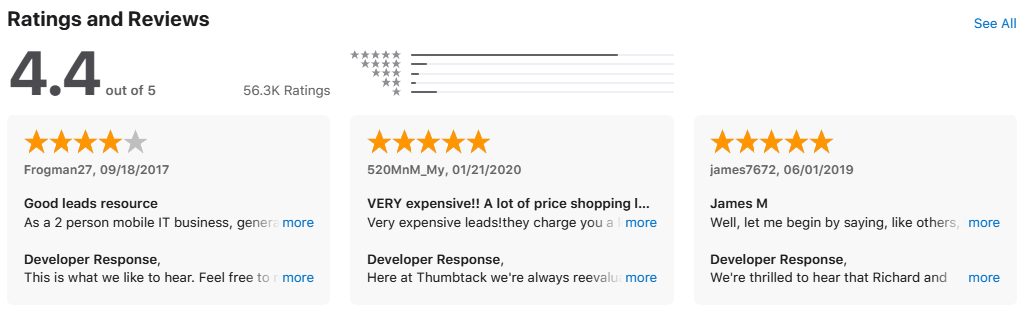 Ratings and Reviews
See All
4.4 out of 5
56.3K Ratings
Frogman27, 09/18/2017
Good leads resource
As a 2 person mobile IT business, genera more
Developer Response,
This is what we like to hear. Feel free to r more
520MnM_My, 01/21/2020
VERY expensive!! A lot of price shopping l...
Very expensive leads!they charge you a more
Developer Response,
Here at Thumbtack we're always reevalu more
james7672, 06/01/2019
James M
Well, let me begin by saying, like others, more
Developer Response,
We're thrilled to hear that Richard and more